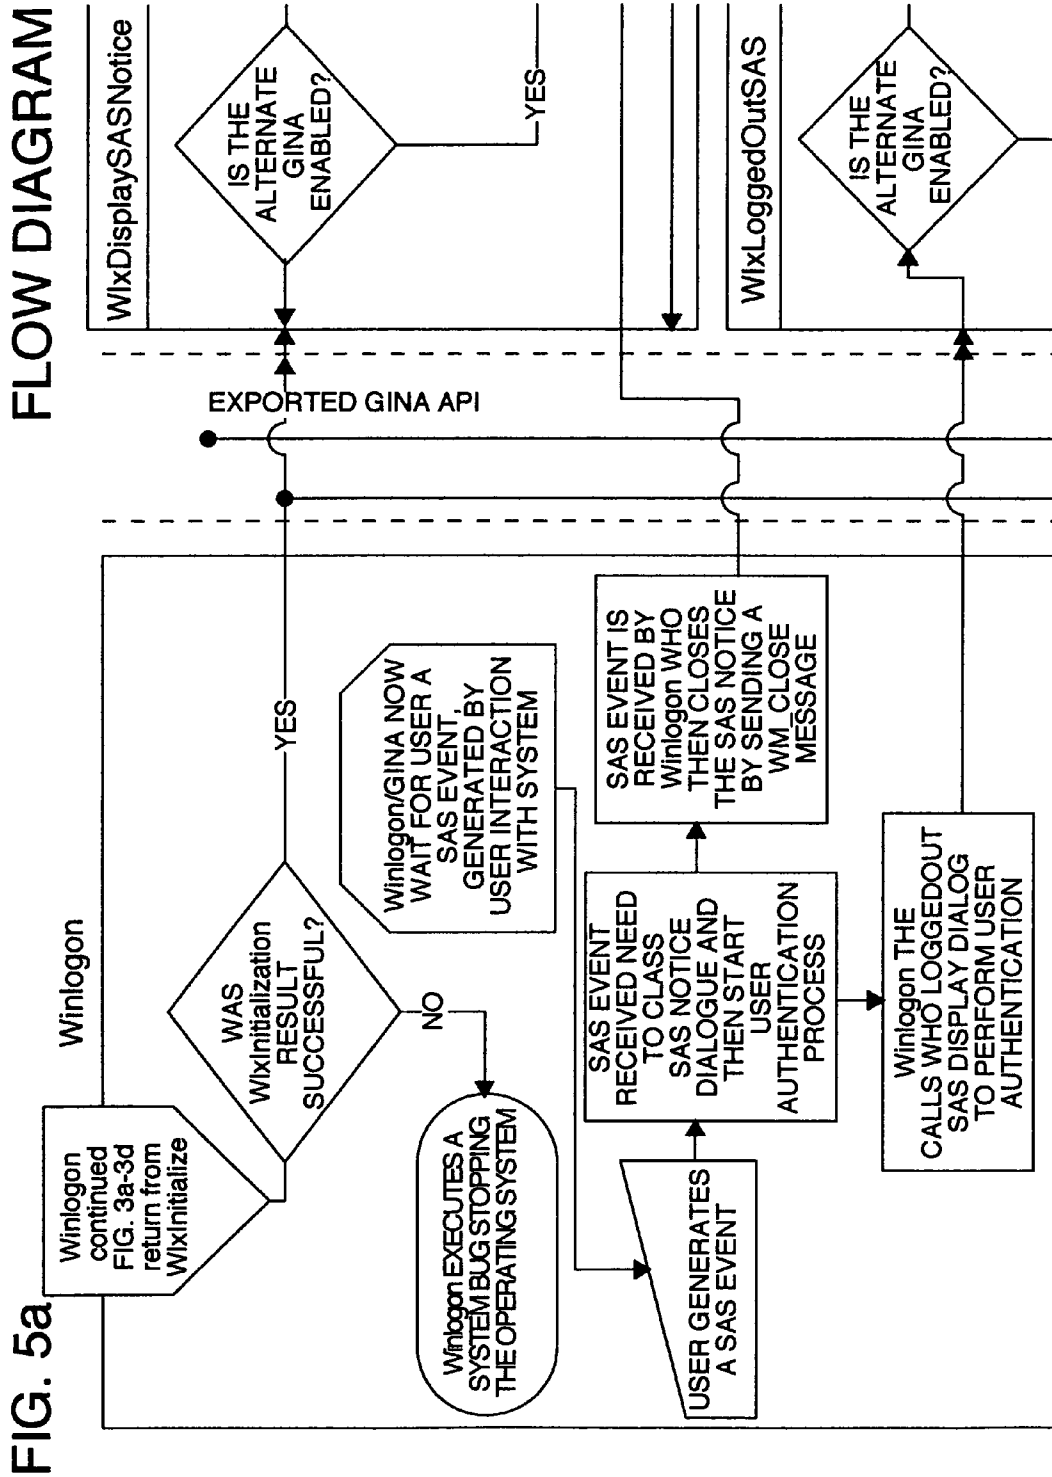 FIG. 5a
FLOW DIAGRAM
Winlogon
Winlogon
continued
FIG. 3a-3d
return from
WlxInitialize
WAS
WlxInitialization
RESULT
SUCCESSFUL?
YES
NO
Winlogon EXECUTES A
SYSTEM BUG STOPPING
THE OPERATING SYSTEM
Winlogon/GINA NOW
WAIT FOR USER A
SAS EVENT,
GENERATED BY
USER INTERACTION
WITH SYSTEM
USER GENERATES
A SAS EVENT
SAS EVENT
RECEIVED NEED
TO CLASS
SAS NOTICE
DIALOGUE AND
THEN START
USER
AUTHENTICATION
PROCESS
SAS EVENT IS
RECEIVED BY
Winlogon WHO
THEN CLOSES
THE SAS NOTICE
BY SENDING A
WM_CLOSE
MESSAGE
Winlogon THE
CALLS WHO LOGGEDOUT
SAS DISPLAY DIALOG
TO PERFORM USER
AUTHENTICATION
EXPORTED GINA API
WlxDisplaySASNotice
IS THE
ALTERNATE
GINA
ENABLED?
YES
WlxLoggedOutSAS
IS THE
ALTERNATE
GINA
ENABLED?